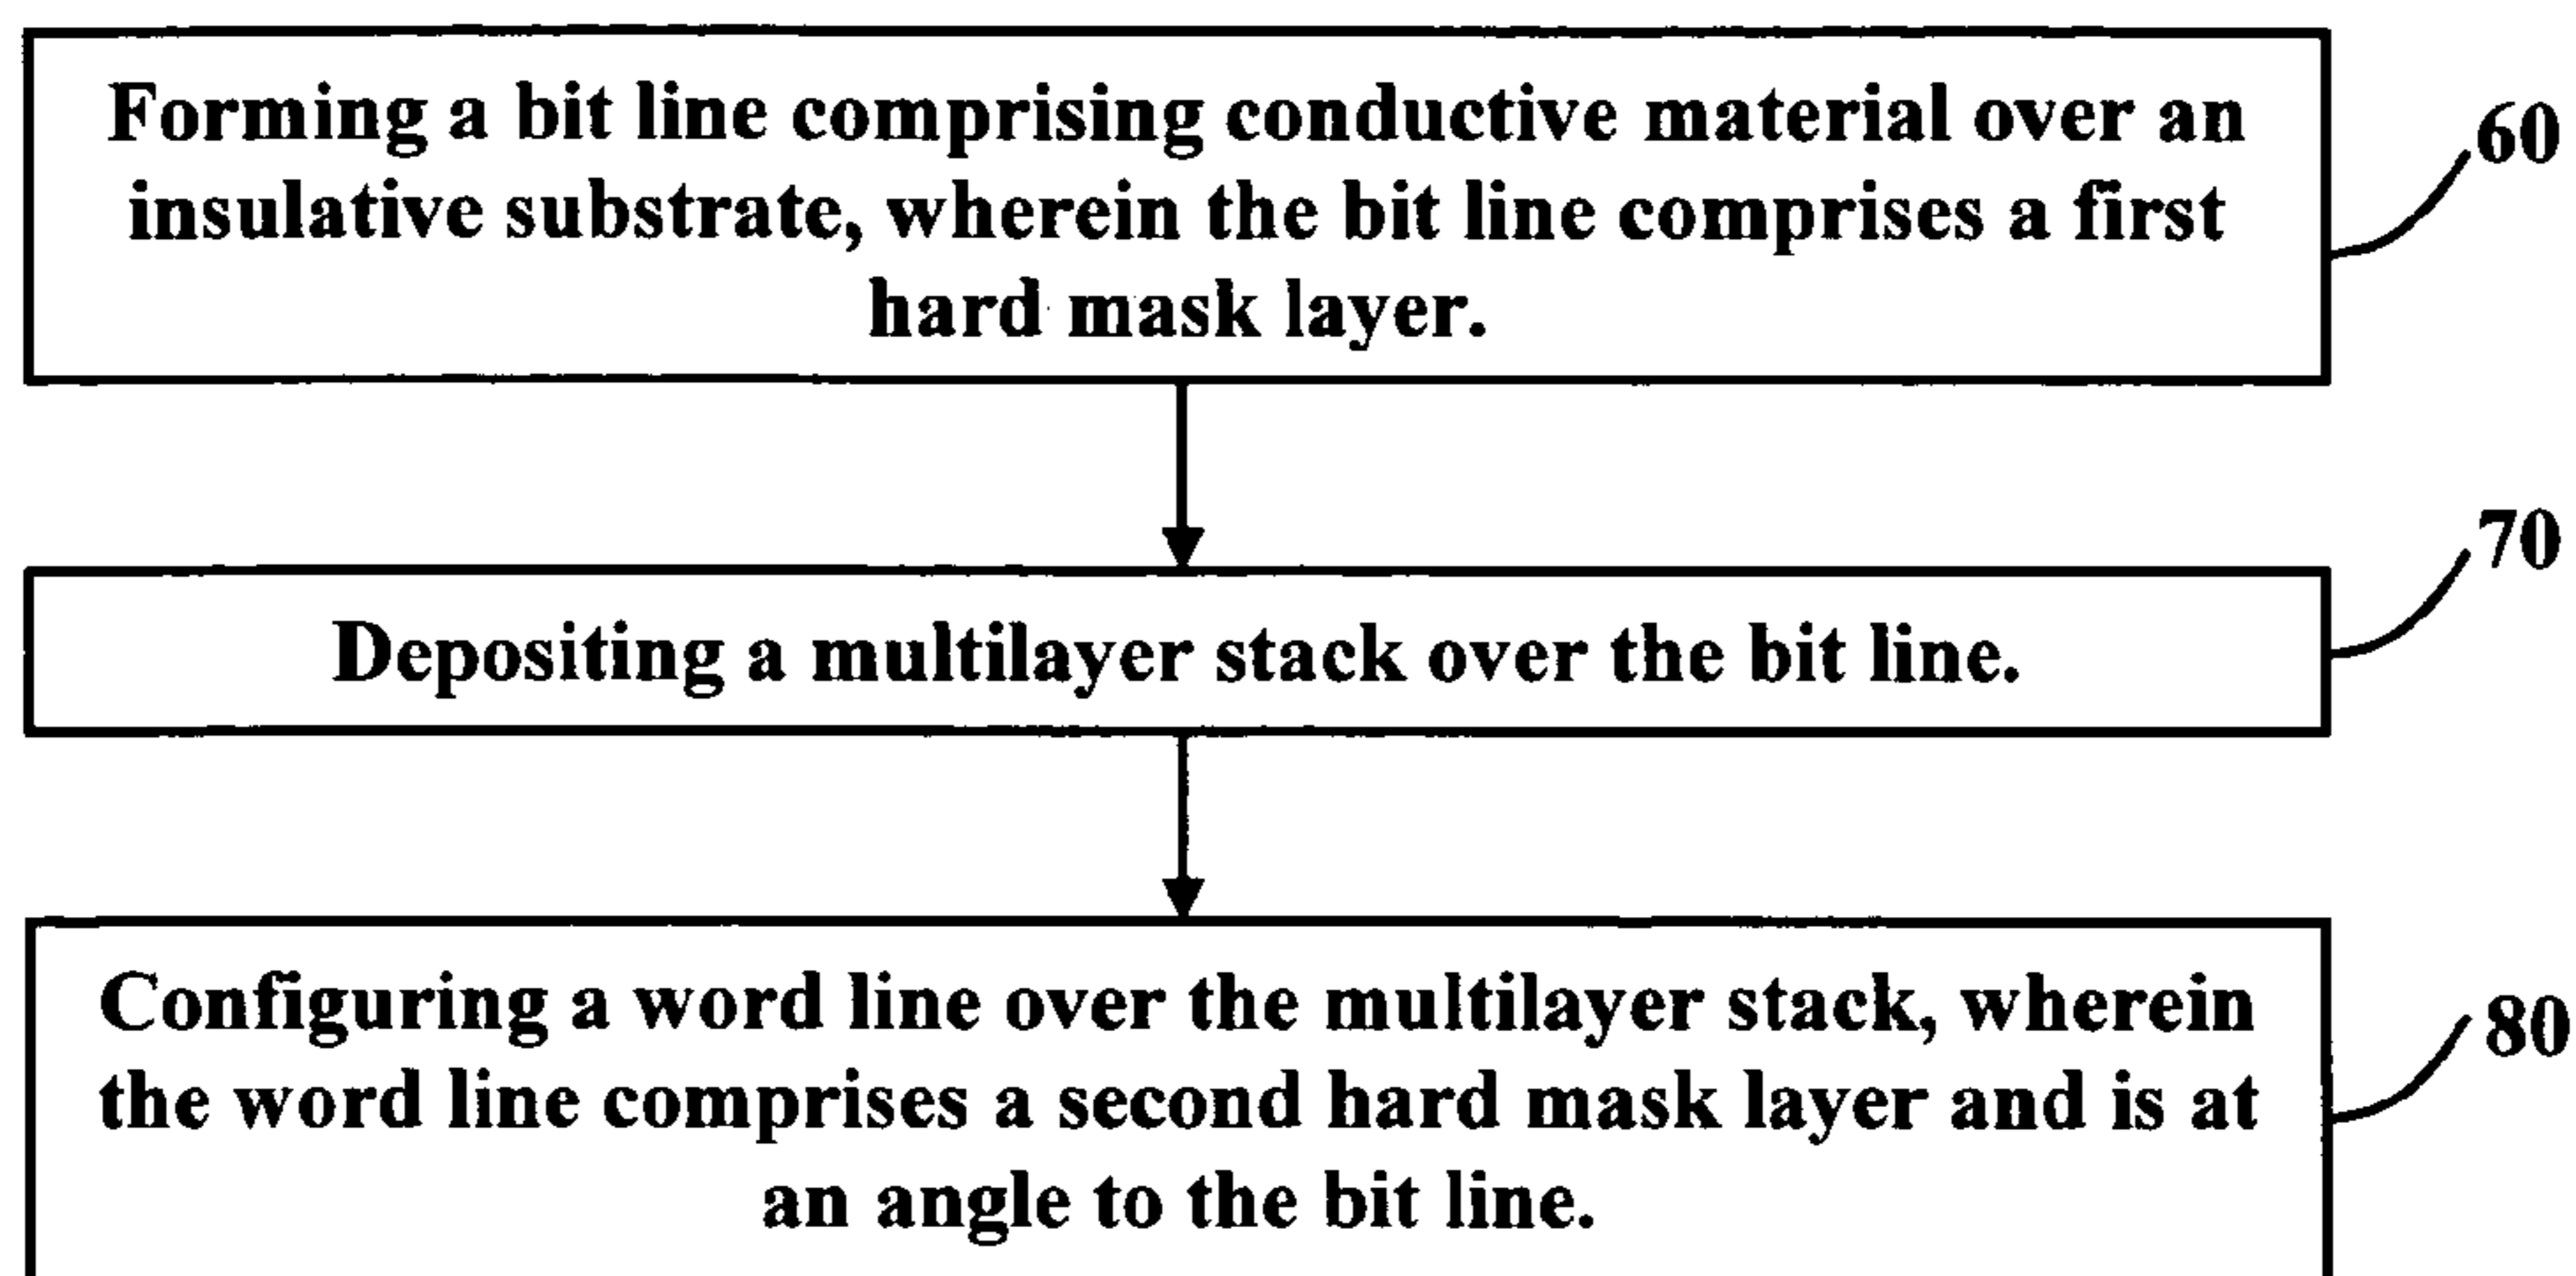 Forming a bit line comprising conductive material over an
insulative substrate, wherein the bit line comprises a first
hard mask layer.
60
Depositing a multilayer stack over the bit line.
70
Configuring a word line over the multilayer stack, wherein
the word line comprises a second hard mask layer and is at
an angle to the bit line.
80